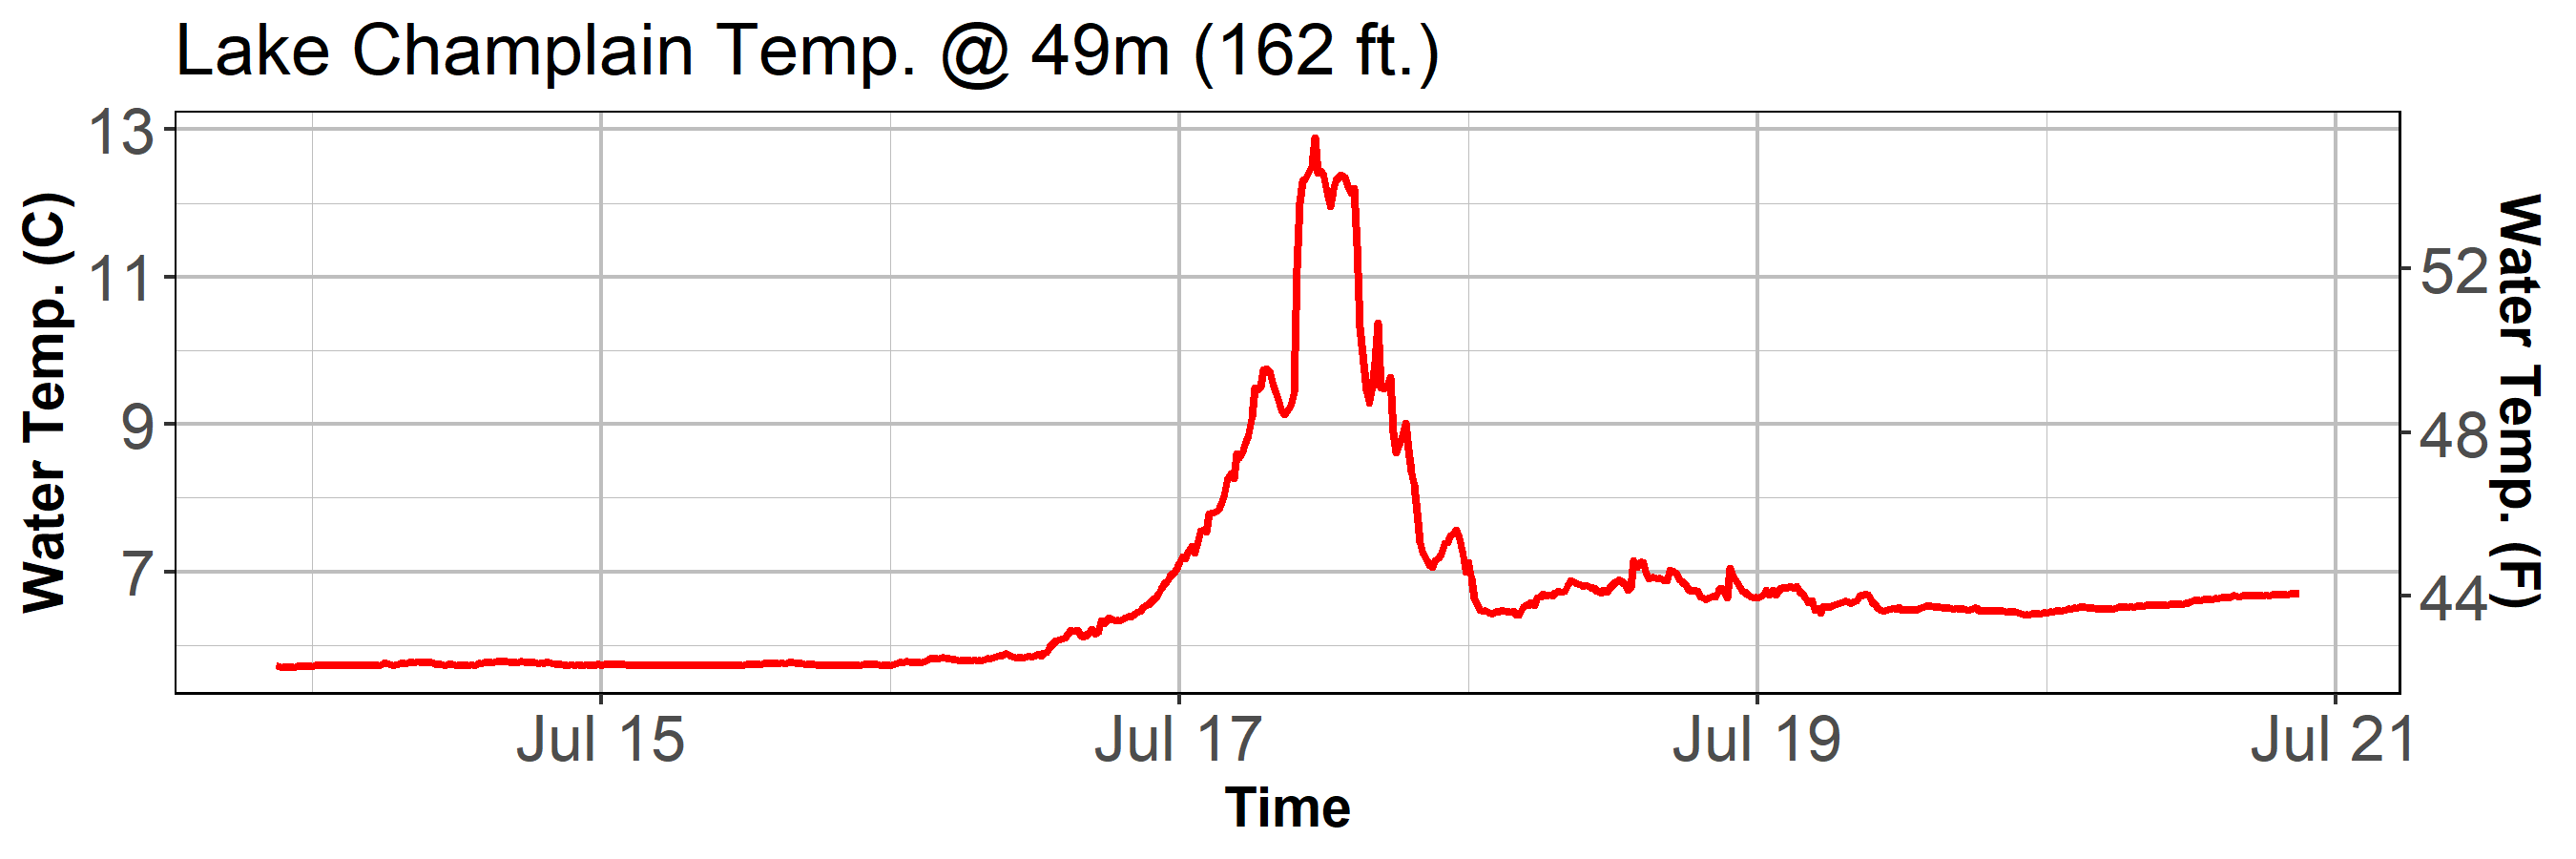 Lake Champlain Temp. @ 49m (162 ft.)
Water Temp. (C)
13
11
9
7
52
48
44
Water Temp. (F)
Jul 15 Jul 17 Jul 19 Jul 21
Time